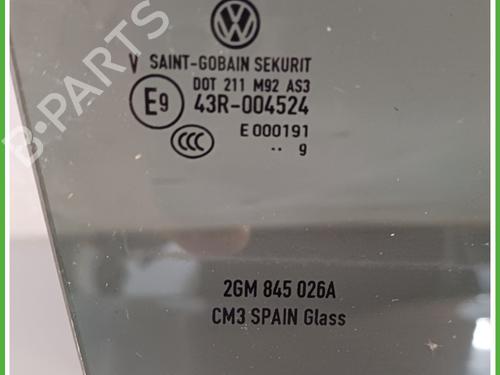 VW
V SAINT-GOBAIN SEKURIT
DOT 211 M92 AS3
E9 43R-004524
E 000191
CCC
·· 9
2GM 845 026A
CM3 SPAIN Glass
B-PARTS